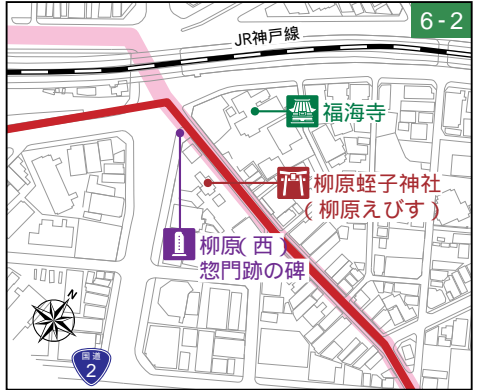 6-2
JR神戸線
福海寺
柳原蛭子神社
(柳原えびす)
柳原(西)
惣門跡の碑
N
国道
2